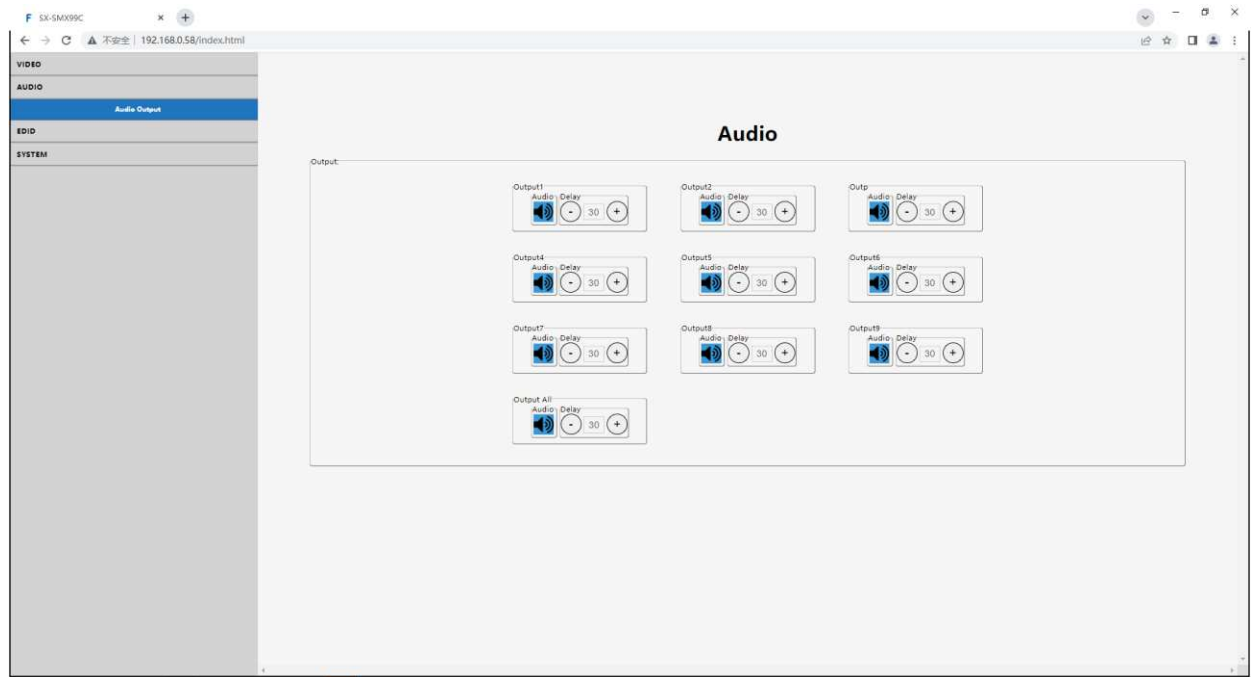 F SX-SMX99C
不安全 | 192.168.0.58/index.html
VIDEO
AUDIO
Audio Output
EDID
SYSTEM
Audio
Output:
Output1
Audio Delay
- 30 +
Output2
Audio Delay
- 30 +
Outp
Audio Delay
- 30 +
Output4
Audio Delay
- 30 +
Output5
Audio Delay
- 30 +
Output6
Audio Delay
- 30 +
Output7
Audio Delay
- 30 +
Output8
Audio Delay
- 30 +
Output9
Audio Delay
- 30 +
Output All
Audio Delay
- 30 +